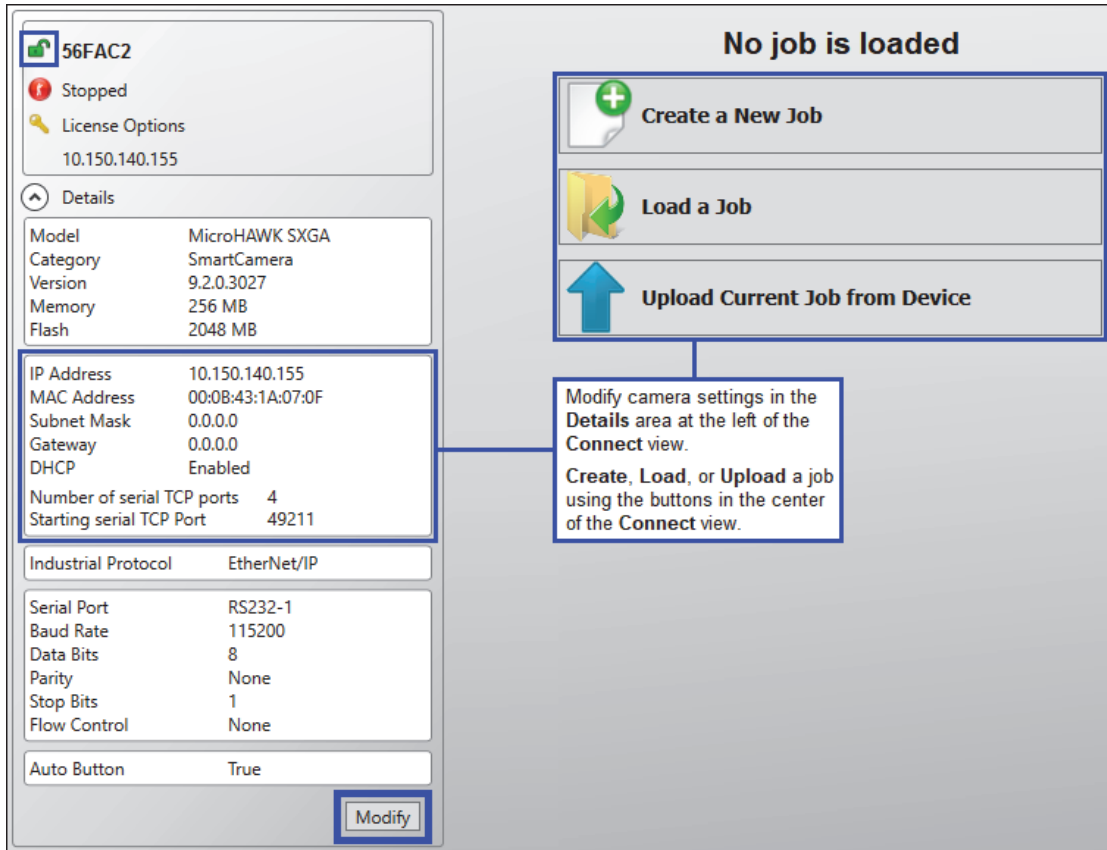 56FAC2
Stopped
License Options
10.150.140.155
Details
Model MicroHAWK SXGA
Category SmartCamera
Version 9.2.0.3027
Memory 256 MB
Flash 2048 MB
IP Address 10.150.140.155
MAC Address 00:0B:43:1A:07:0F
Subnet Mask 0.0.0.0
Gateway 0.0.0.0
DHCP Enabled
Number of serial TCP ports 4
Starting serial TCP Port 49211
Industrial Protocol EtherNet/IP
Serial Port RS232-1
Baud Rate 115200
Data Bits 8
Parity None
Stop Bits 1
Flow Control None
Auto Button True
Modify
No job is loaded
Create a New Job
Load a Job
Upload Current Job from Device
Modify camera settings in the
Details area at the left of the
Connect view.
Create, Load, or Upload a job
using the buttons in the center
of the Connect view.